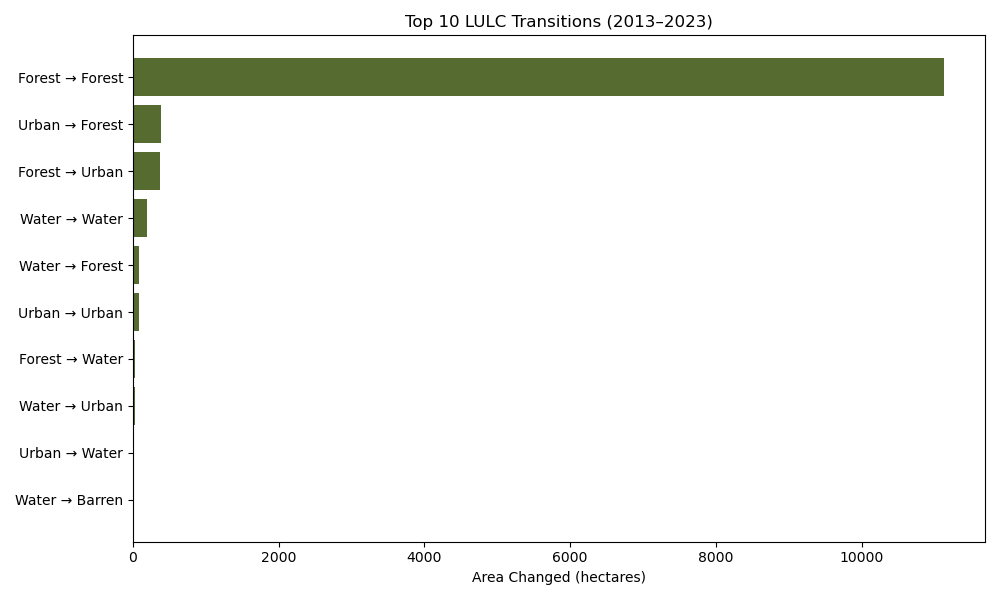 Top 10 LULC Transitions (2013–2023)
Forest → Forest
Urban → Forest
Forest → Urban
Water → Water
Water → Forest
Urban → Urban
Forest → Water
Water → Urban
Urban → Water
Water → Barren
0 2000 4000 6000 8000 10000
Area Changed (hectares)